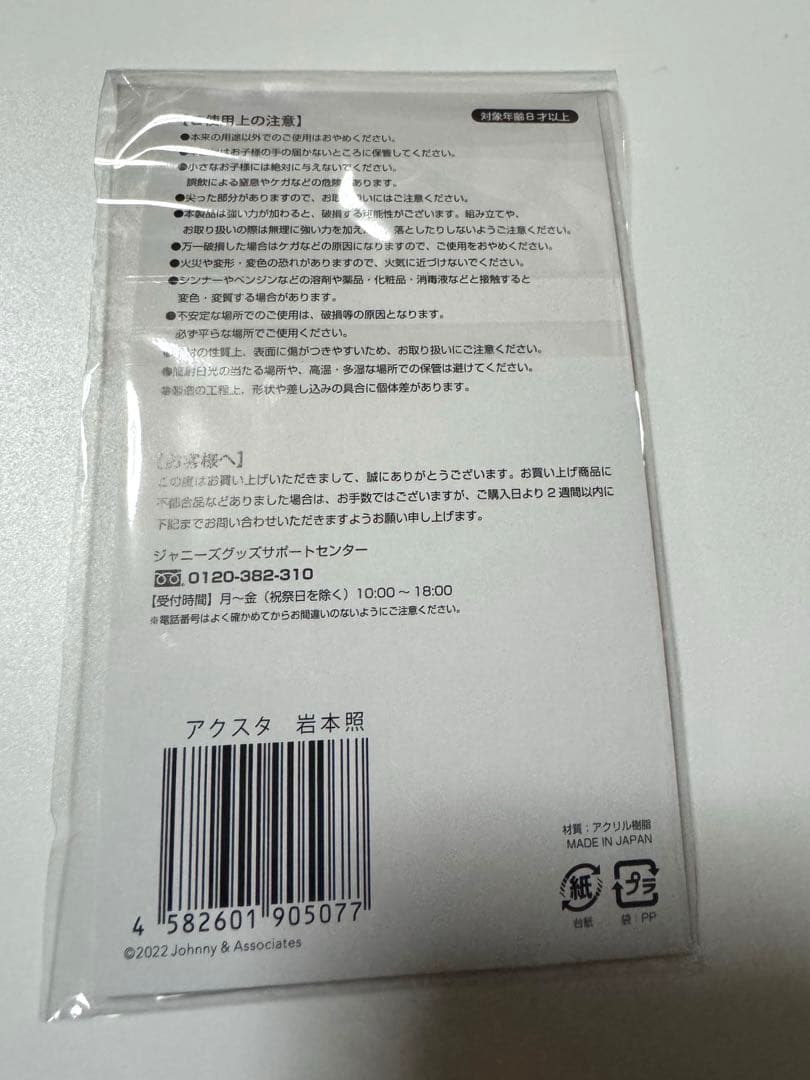 【ご使用上の注意】
対象年齢8才以上
●本来の用途以外でのご使用はおやめください。
はお子様の手の届かないところに保管してください。
●小さなお子様には絶対に与えないでください。
誤飲による窒息やケガなどの危険があります。
●尖った部分がありますので、お取り扱いにはご注意ください。
●本製品は強い力が加わると、破損する可能性がございます。組み立てや、
お取り扱いの際は無理に強い力を加え、落としたりしないようご注意ください。
●万一破損した場合はケガなどの原因になりますので、ご使用をおやめください。
●火災や変形・変色の恐れがありますので、火気に近づけないでください。
●シンナーやベンジンなどの溶剤や薬品・化粧品・消毒液などと接触すると
変色・変質する場合があります。
●不安定な場所でのご使用は、破損等の原因となります。
必ず平らな場所でご使用ください。
の性質上、表面に傷がつきやすいため、お取り扱いにご注意ください。
●直射日光の当たる場所や、高温・多湿な場所での保管は避けてください。
※製造の工程上、形状や差し込みの具合に個体差があります。
【お客様へ】
この度はお買い上げいただきまして、誠にありがとうございます。お買い上げ商品に
不都合品などありました場合は、お手数ではございますが、ご購入日より2週間以内に
下記までお問い合わせいただきますようお願い申し上げます。
ジャニーズグッズサポートセンター
0120-382-310
【受付時間】月〜金（祝祭日を除く）10:00〜18:00
※電話番号はよく確かめてからお間違いのないようにご注意ください。
アクスタ 岩本照
4 582601 905077
©2022 Johnny & Associates
材質：アクリル樹脂
MADE IN JAPAN
紙 プラ
台紙 袋：PP